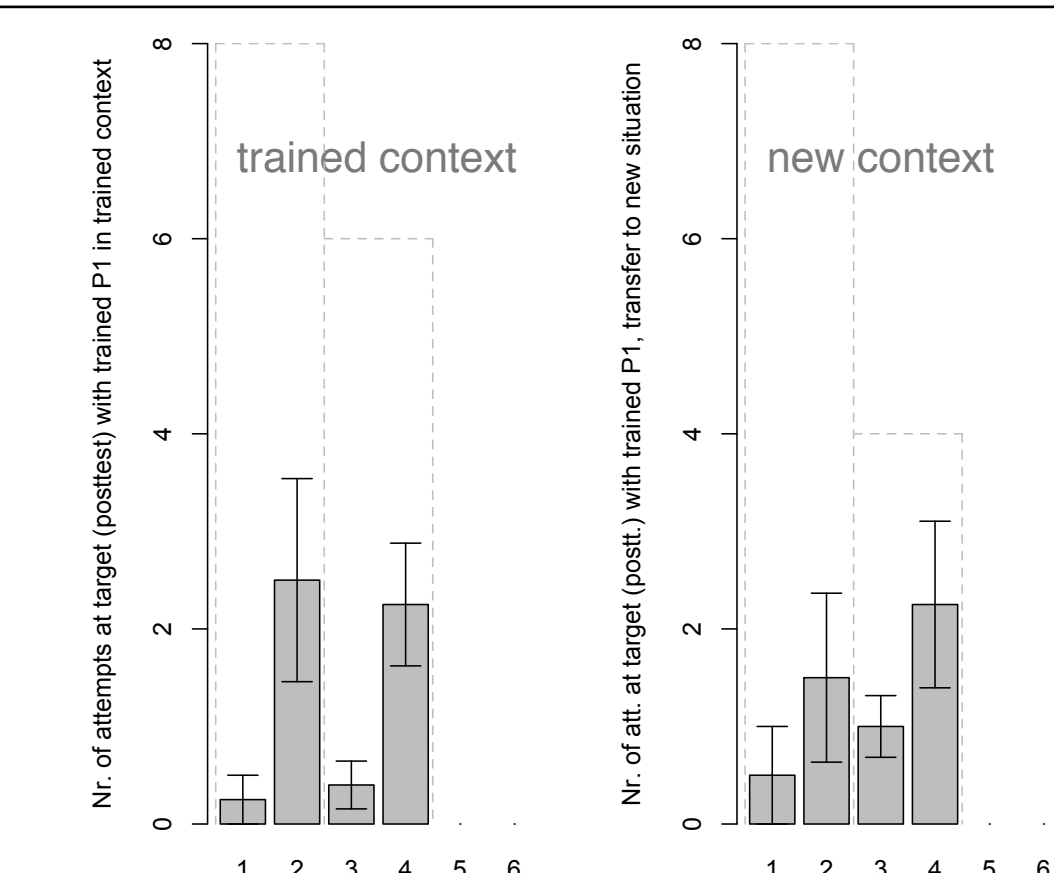 Nr. of attempts at target (posttest) with trained P1 in trained context
8
6
4
2
0
trained context
1 2 3 4 5 6
Nr. of att. at target (postt.) with trained P1, transfer to new situation
8
6
4
2
0
new context
1 2 3 4 5 6